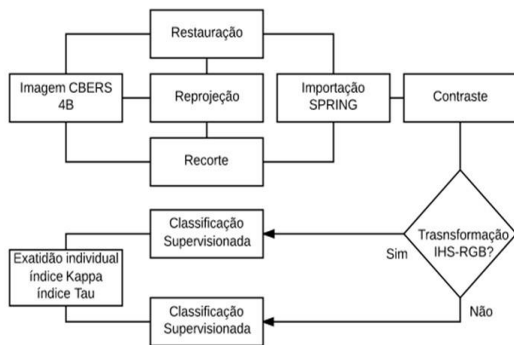 Restauração
Imagem CBERS
4B
Reprojeção
Importação
SPRING
Contraste
Recorte
Trasnsformação
IHS-RGB?
Sim
Não
Classificação
Supervisionada
Exatidão individual
índice Kappa
índice Tau
Classificação
Supervisionada